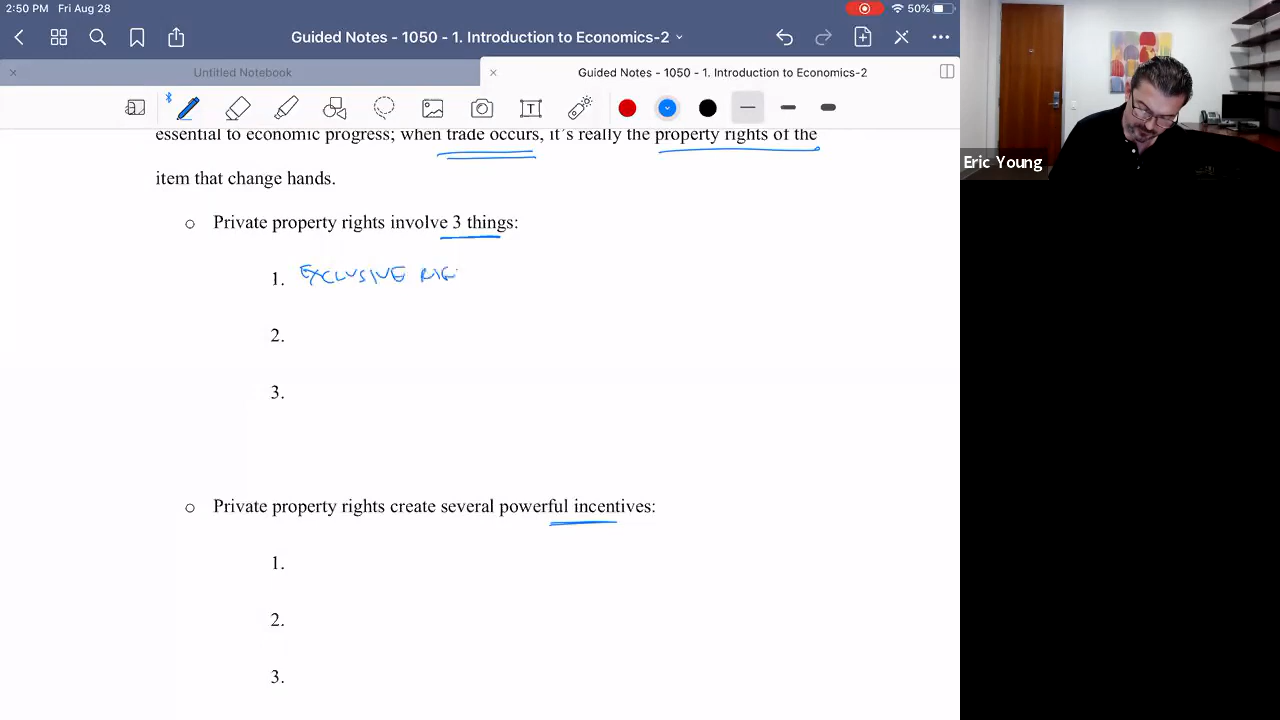 2:50 PM Fri Aug 28
50%
Guided Notes - 1050 - 1. Introduction to Economics-2
Untitled Notebook
Guided Notes - 1050 - 1. Introduction to Economics-2
essential to economic progress; when trade occurs, it's really the property rights of the
item that change hands.
Eric Young
○ Private property rights involve 3 things:
1. EXCLUSIVE RIG
2.
3.
○ Private property rights create several powerful incentives:
1.
2.
3.